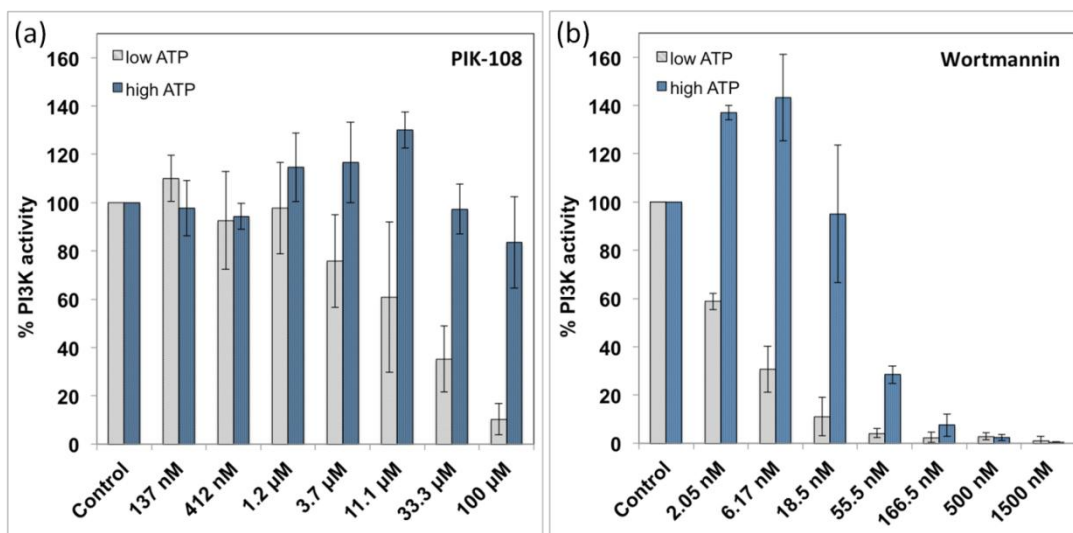 (a)
PIK-108
low ATP
high ATP
% PI3K activity
160
140
120
100
80
60
40
20
0
Control
137 nM
412 nM
1.2 µM
3.7 µM
11.1 µM
33.3 µM
100 µM
(b)
Wortmannin
low ATP
high ATP
% PI3K activity
160
140
120
100
80
60
40
20
0
Control
2.05 nM
6.17 nM
18.5 nM
55.5 nM
166.5 nM
500 nM
1500 nM